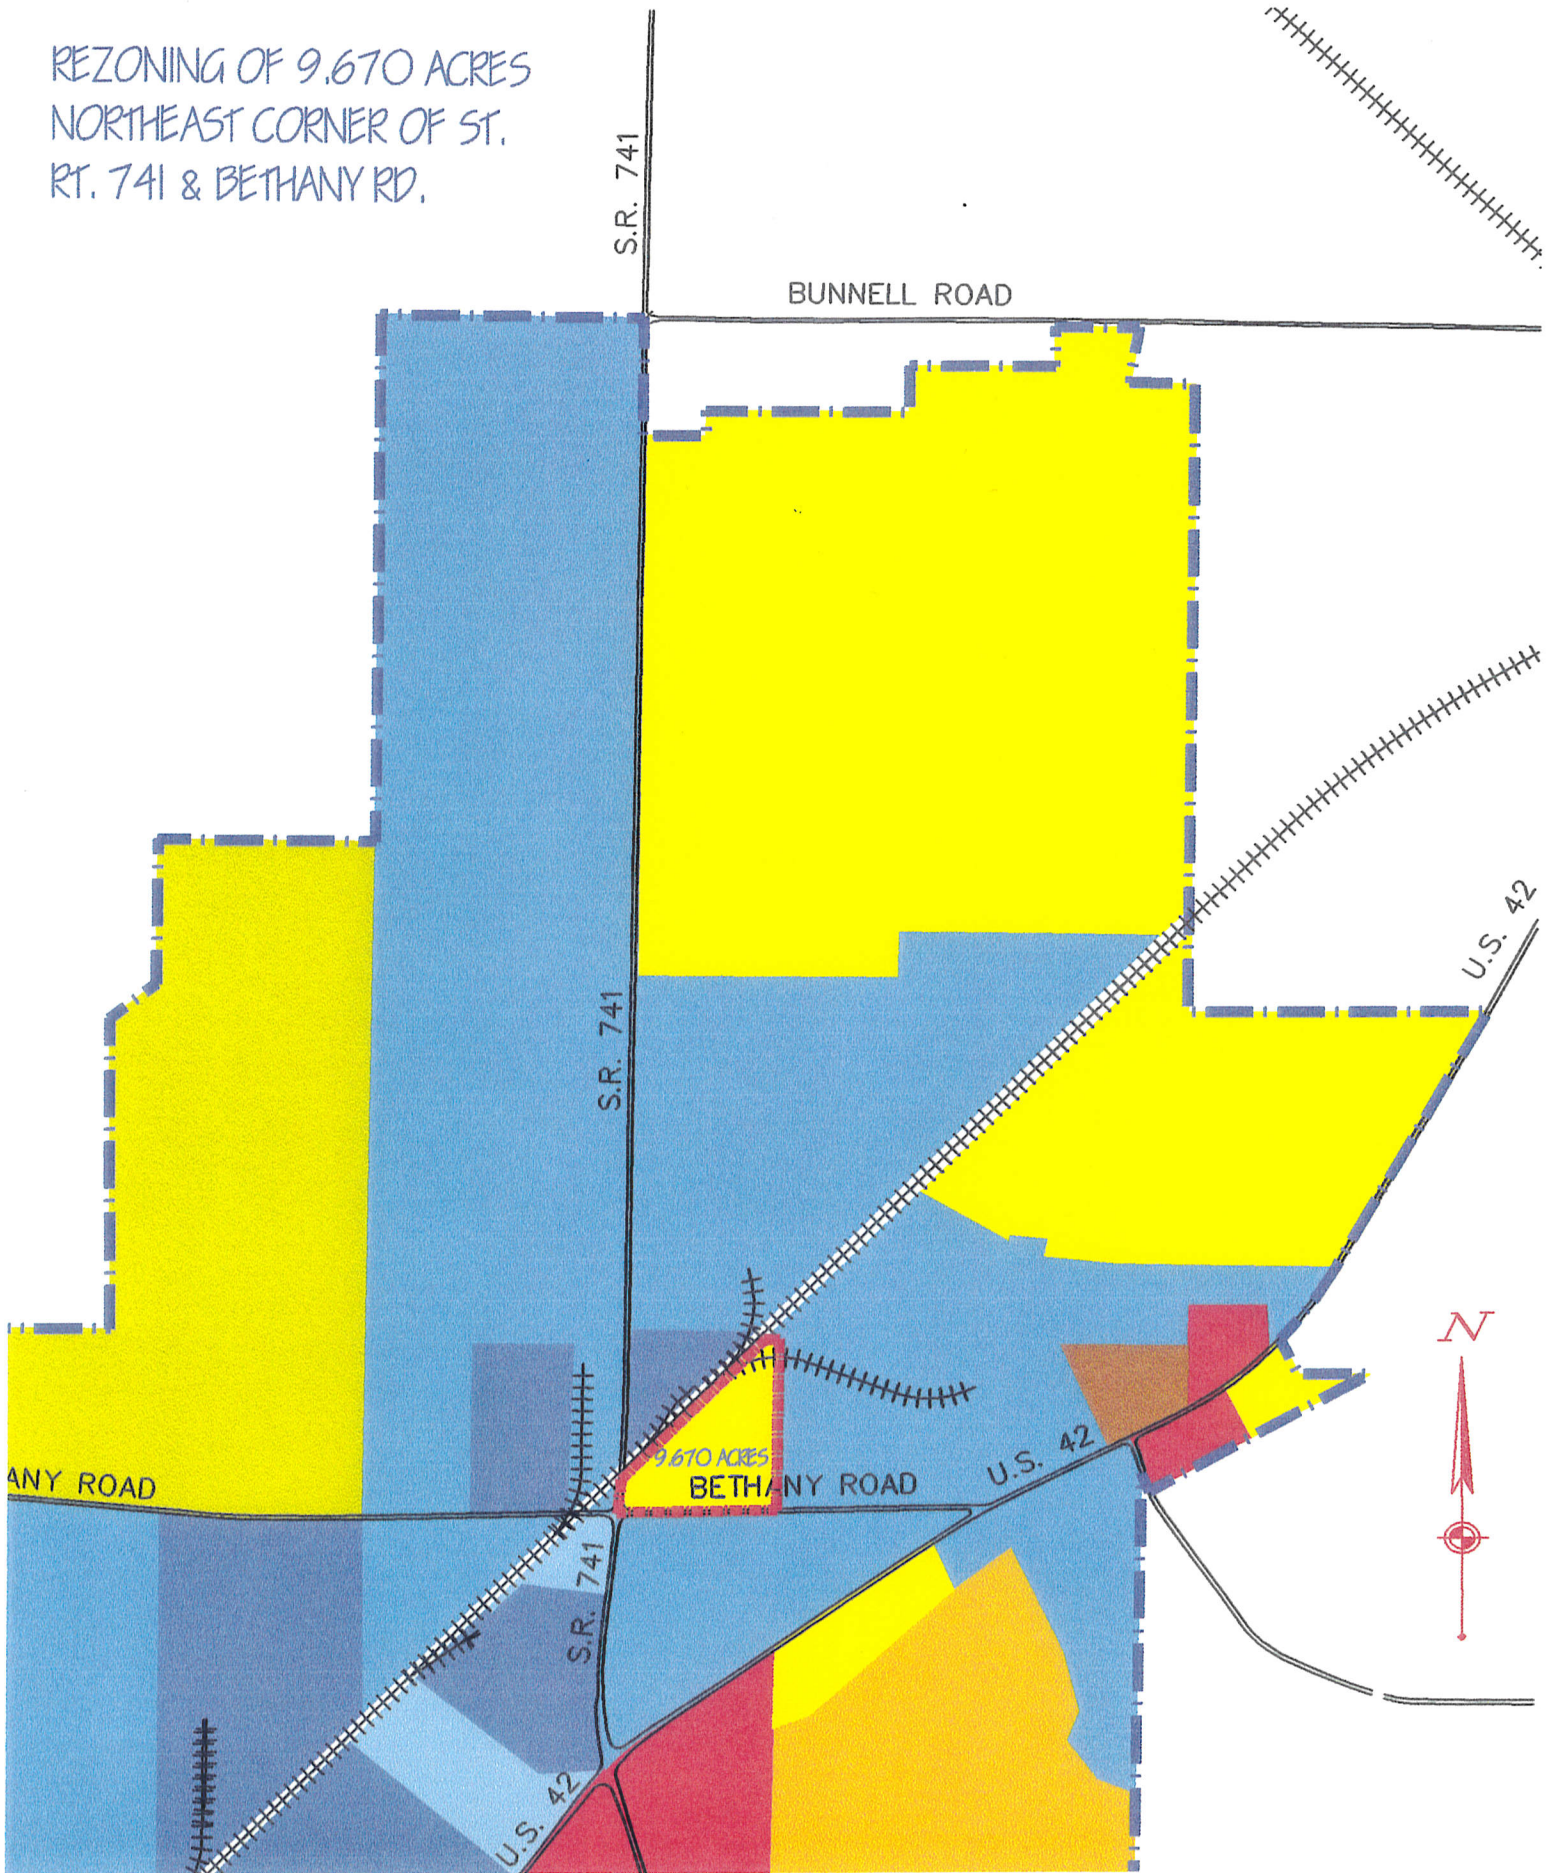 REZONING OF 9.670 ACRES
NORTHEAST CORNER OF ST.
RT. 741 & BETHANY RD.
S.R. 741
BUNNELL ROAD
U.S. 42
S.R. 741
N
9.670 ACRES
ANY ROAD
BETHANY ROAD
U.S. 42
S.R. 741
U.S. 42